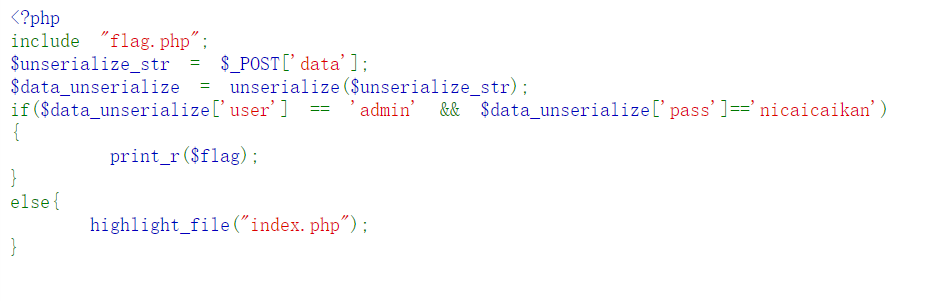 <?php
include "flag.php";
$unserialize_str = $_POST['data'];
$data_unserialize = unserialize($unserialize_str);
if($data_unserialize['user'] == 'admin' && $data_unserialize['pass']=='nicaicaikan')
{
print_r($flag);
}
else{
highlight_file("index.php");
}